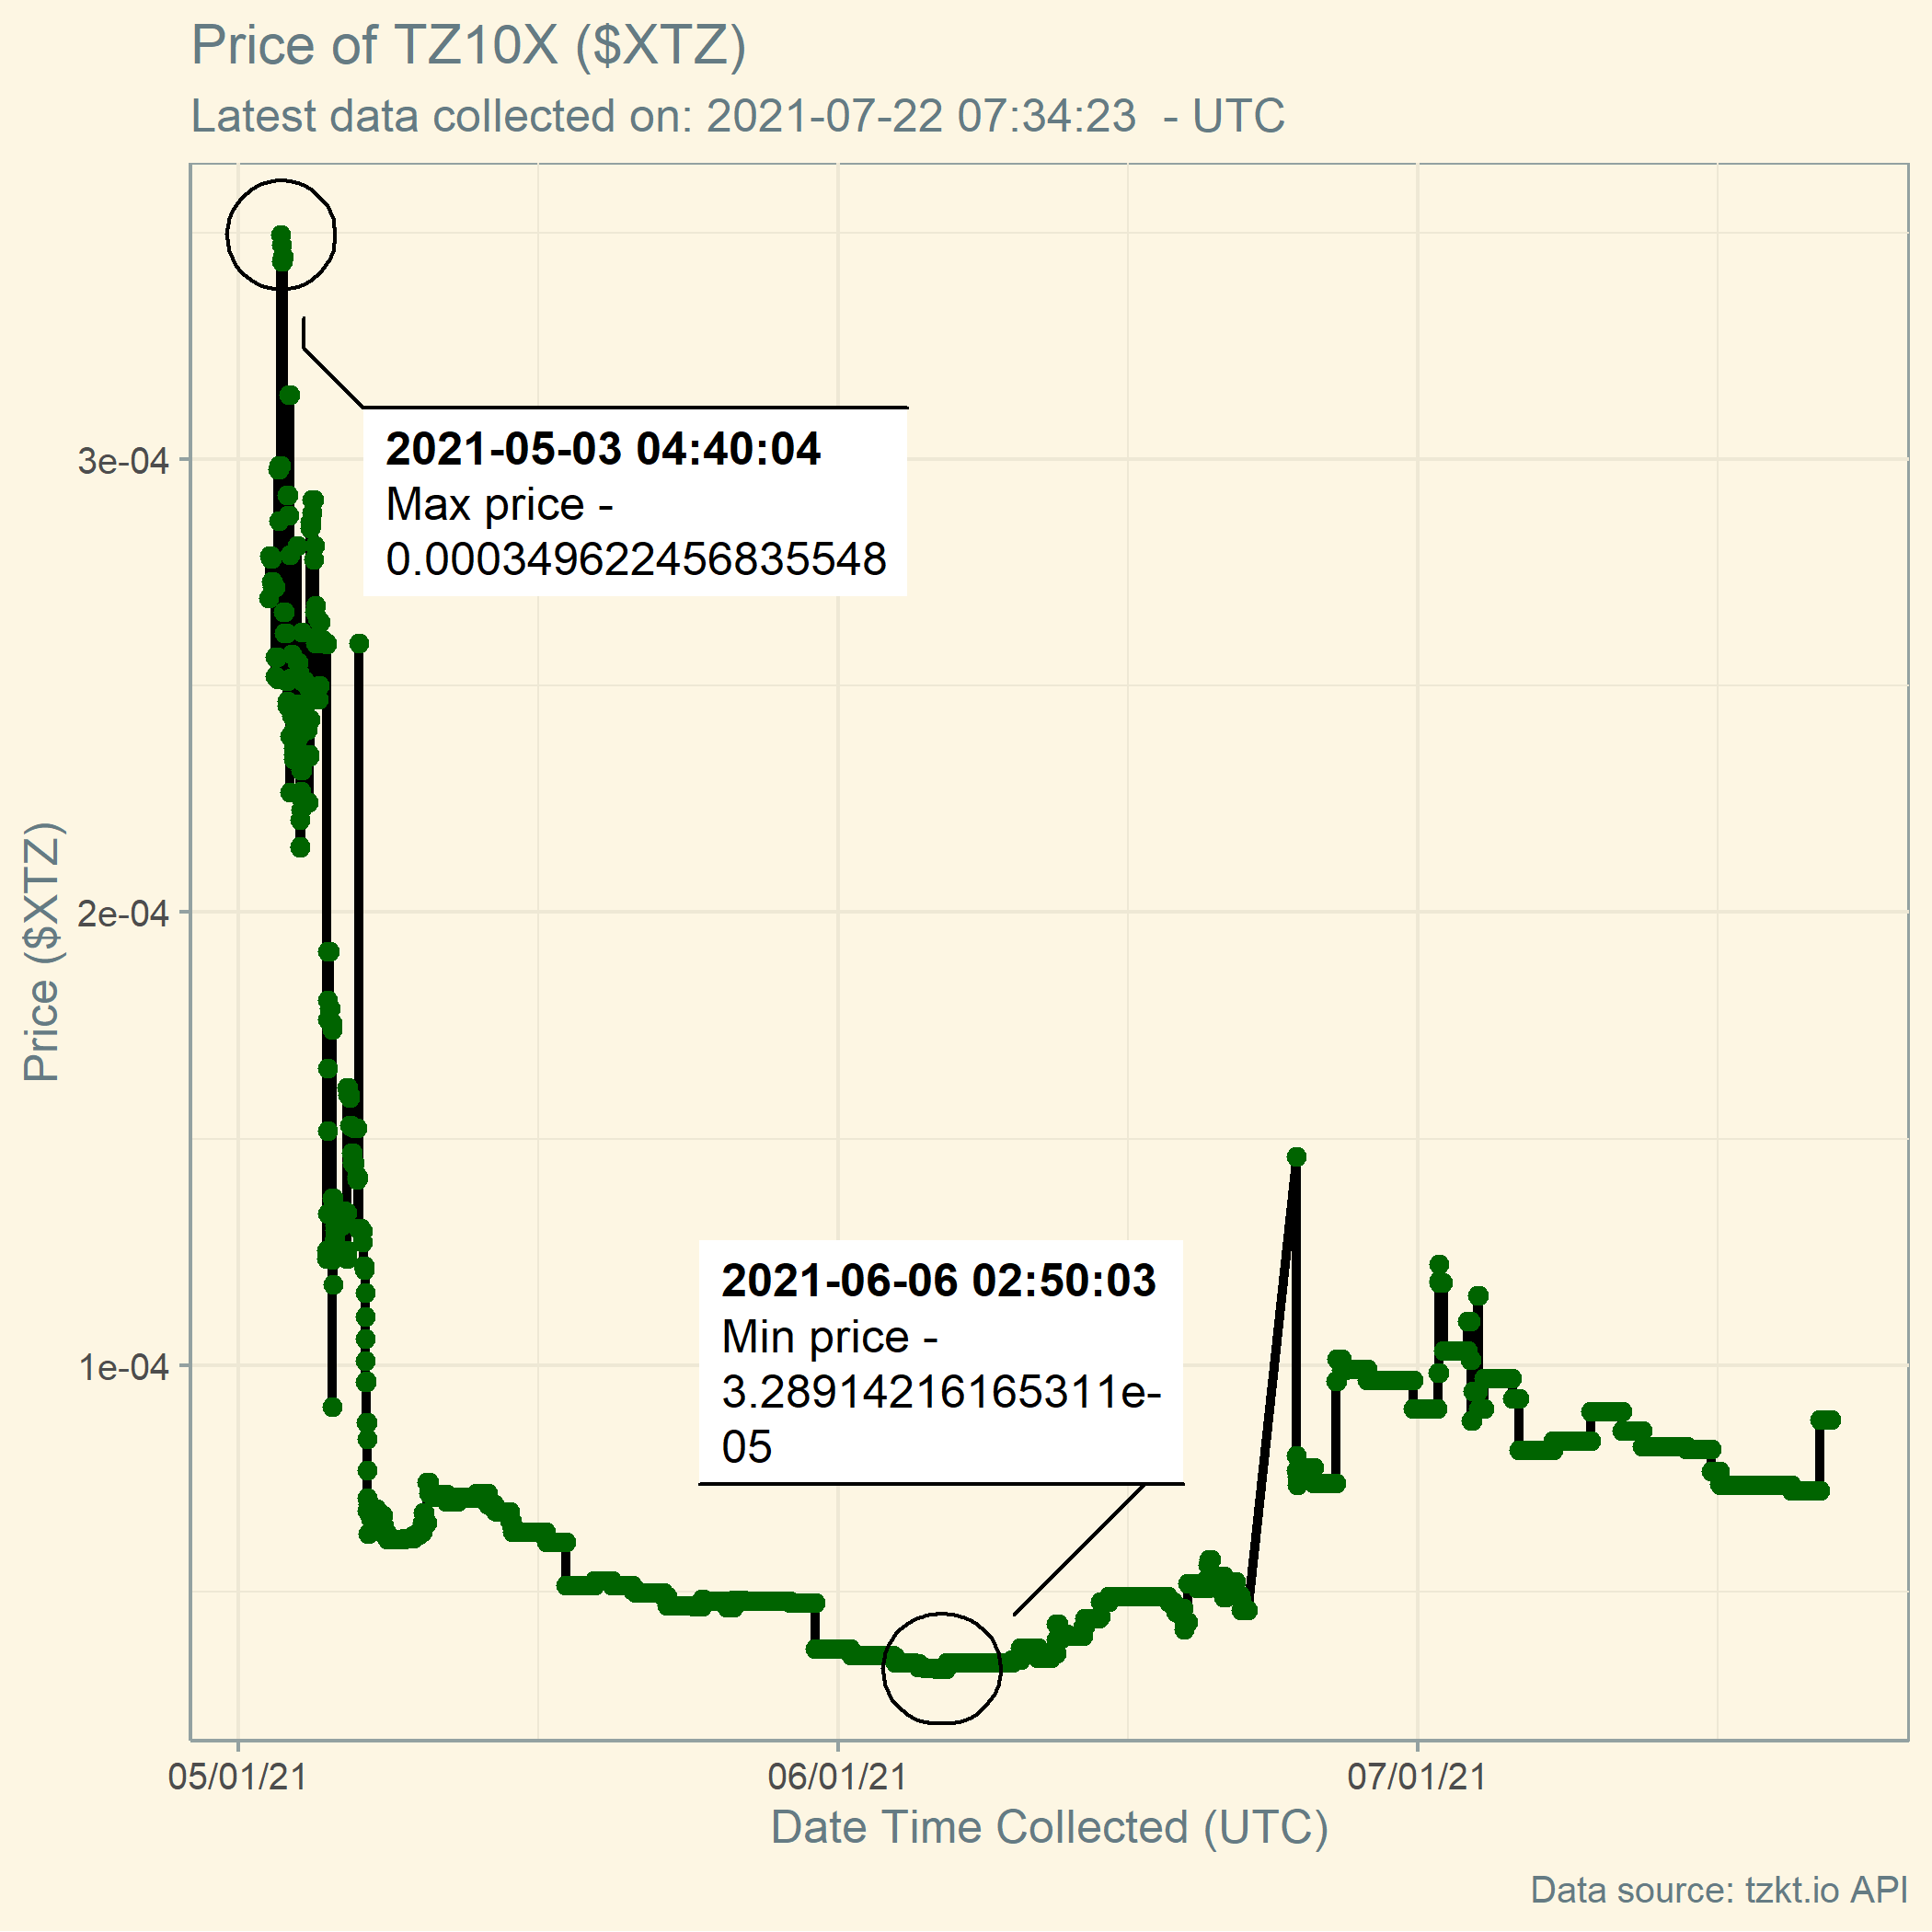 Price of TZ10X ($XTZ)
Latest data collected on: 2021-07-22 07:34:23  - UTC
2021-05-03 04:40:04
Max price -
0.000349622456835548
2021-06-06 02:50:03
Min price -
3.28914216165311e-
05
Price ($XTZ)
3e-04
2e-04
1e-04
05/01/21
06/01/21
07/01/21
Date Time Collected (UTC)
Data source: tzkt.io API